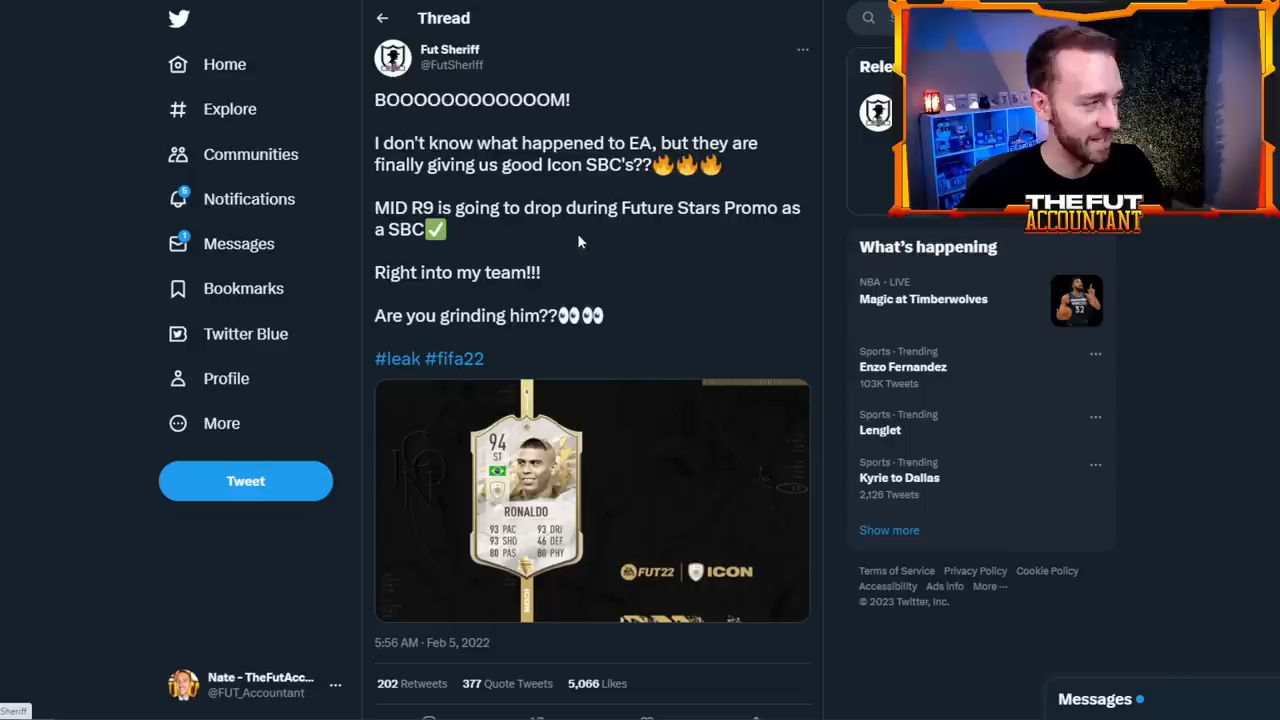 Home
Explore
Communities
5
Notifications
1
Messages
Bookmarks
Twitter Blue
Profile
More
Tweet
Nate - TheFutAcc...
@FUT_Accountant
Sheriff
Thread
Fut Sheriff
@FutSheriff
BOOOOOOOOOOOOM!
I don't know what happened to EA, but they are
finally giving us good Icon SBC's??🔥🔥🔥
MID R9 is going to drop during Future Stars Promo as
a SBC✅
Right into my team!!!
Are you grinding him??👀👀
#leak #fifa22
94
ST
RONALDO
93 PAC 93 DRI
93 SHO 46 DEF
80 PAS 80 PHY
ICON
FUT22 | ICON
5:56 AM · Feb 5, 2022
202 Retweets 377 Quote Tweets 5,066 Likes
S
Rele
THE FUT
ACCOUNTANT
What's happening
NBA · LIVE
Magic at Timberwolves
32
Sports · Trending
Enzo Fernandez
103K Tweets
Sports · Trending
Lenglet
Sports · Trending
Kyrie to Dallas
2,126 Tweets
Show more
Terms of Service Privacy Policy Cookie Policy
Accessibility Ads info More ···
© 2023 Twitter, Inc.
Messages